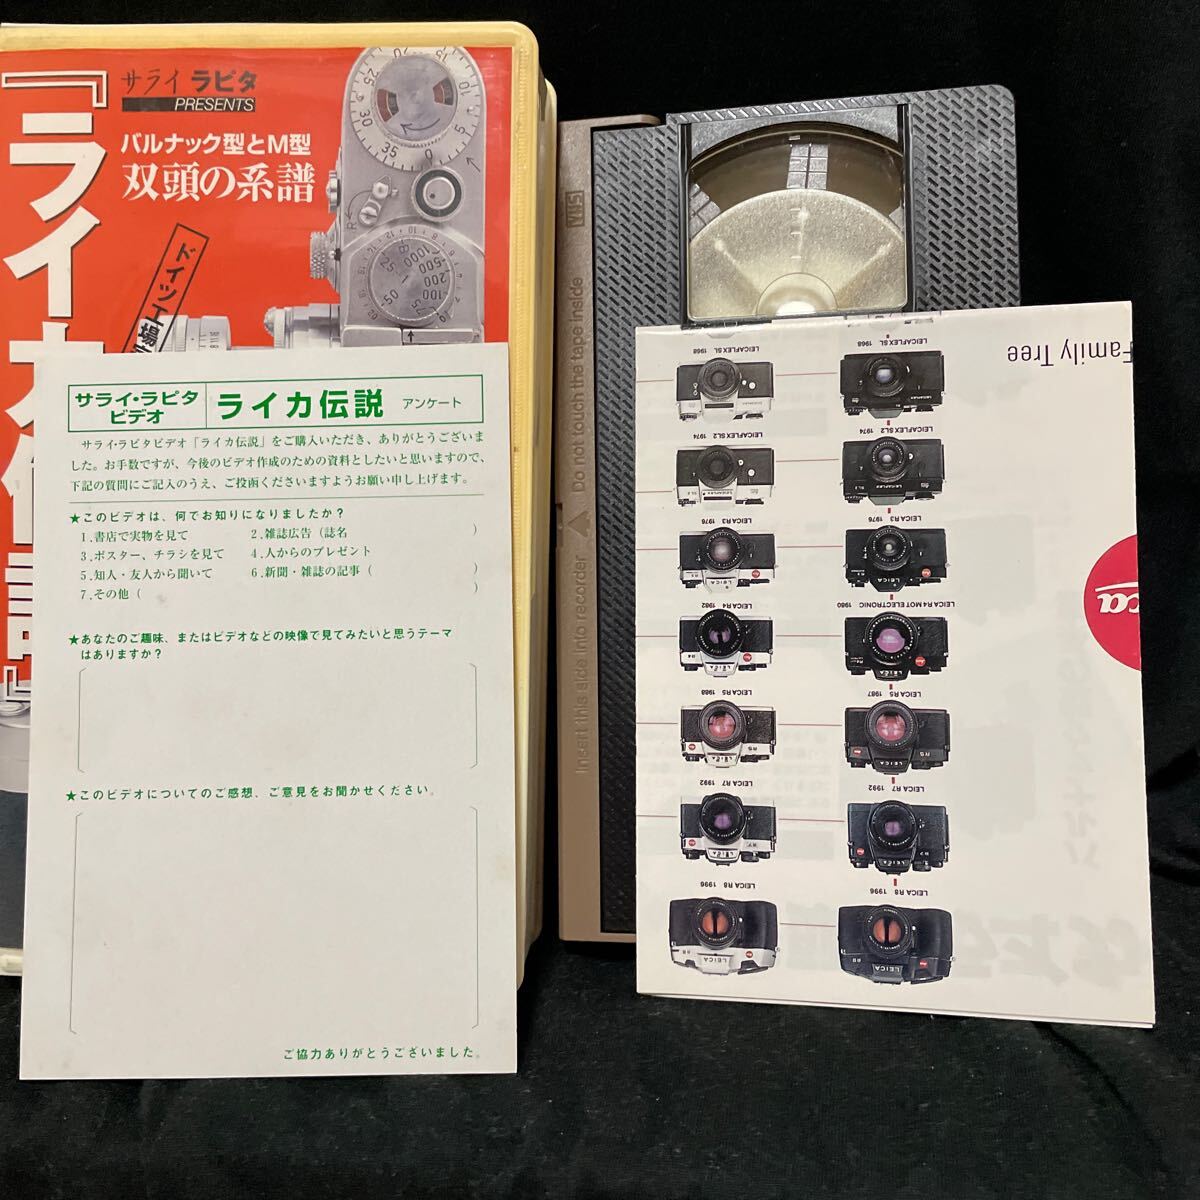 サライ ラピタ
PRESENTS
バルナック型とM型
双頭の系譜
『ライカ伝説』
ドイツ工場
25
30
35
0
5
R
B
1000
500
200
100
50
25
サライ・ラピタ
ビデオ
ライカ伝説 アンケート
サライ・ラピタビデオ「ライカ伝説」をご購入いただき、ありがとうございま
した。お手数ですが、今後のビデオ作成のための資料としたいと思いますので、
下記の質問にご記入のうえ、ご投函くださいますようお願い申し上げます。
★このビデオは、何でお知りになりましたか？
1.書店で実物を見て 2.雑誌広告（誌名 ）
3.ポスター、チラシを見て 4.人からのプレゼント
5.知人・友人から聞いて 6.新聞・雑誌の記事（ ）
7.その他（ ）
★あなたのご趣味、またはビデオなどの映像で見てみたいと思うテーマ
はありますか？
★このビデオについてのご感想、ご意見をお聞かせください。
ご協力ありがとうございました。
VHS
Insert this side into recorder Do not touch the tape inside
Family Tree
LEICAFLEX SL 1968
LEICAFLEX SL 1968
LEICAFLEX SL2 1974
LEICAFLEX SL2 1974
LEICA R3 1976
LEICA R3 1976
LEICA R4 1982
LEICA R4 MOT ELECTRONIC 1980
LEICA R5 1988
LEICA R5 1987
LEICA R7 1992
LEICA R7 1992
LEICA R8 1996
LEICA R8 1996